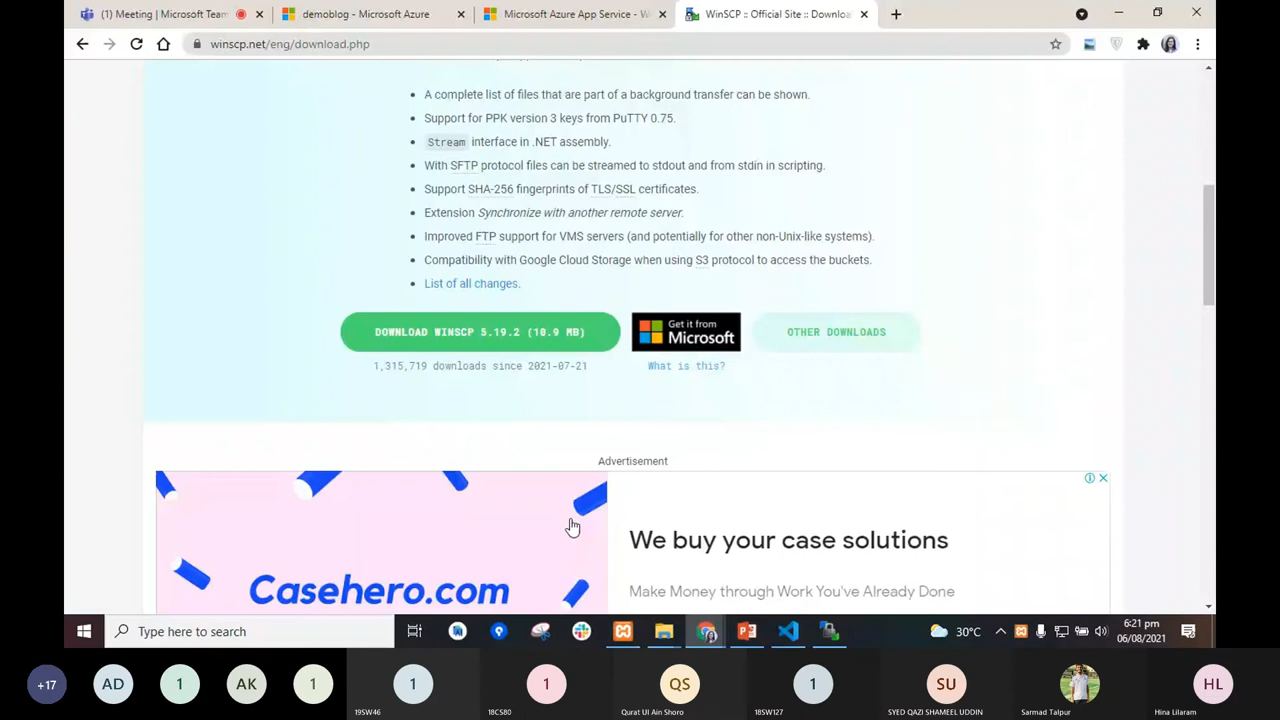 (1) Meeting | Microsoft Team
demoblog - Microsoft Azure
Microsoft Azure App Service - W
WinSCP :: Official Site :: Downloa
winscp.net/eng/download.php
A complete list of files that are part of a background transfer can be shown.
Support for PPK version 3 keys from PuTTY 0.75.
Stream interface in .NET assembly.
With SFTP protocol files can be streamed to stdout and from stdin in scripting.
Support SHA-256 fingerprints of TLS/SSL certificates.
Extension Synchronize with another remote server.
Improved FTP support for VMS servers (and potentially for other non-Unix-like systems).
Compatibility with Google Cloud Storage when using S3 protocol to access the buckets.
List of all changes.
DOWNLOAD WINSCP 5.19.2 (10.9 MB)
Get it from
Microsoft
OTHER DOWNLOADS
1,315,719 downloads since 2021-07-21
What is this?
Advertisement
We buy your case solutions
Casehero.com
Make Money through Work You've Already Done
Type here to search
30°C
6:21 pm
06/08/2021
+17
AD
1
AK
1
1
1
QS
1
SU
HL
19SW46
18CS80
Qurat Ul Ain Shoro
18SW127
SYED QAZI SHAMEEL UDDIN
Sarmad Talpur
Hina Lilaram